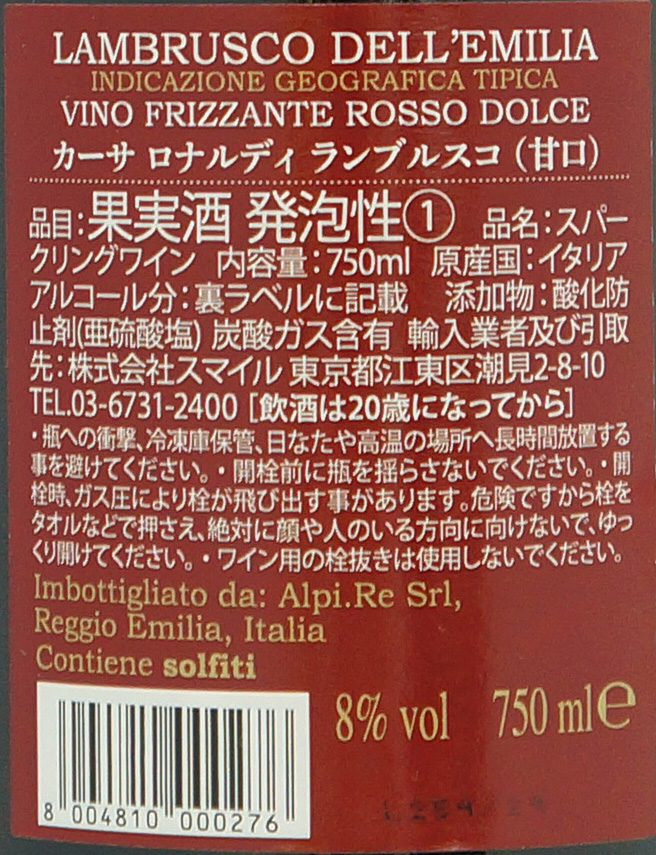 LAMBRUSCO DELL'EMILIA
INDICAZIONE GEOGRAFICA TIPICA
VINO FRIZZANTE ROSSO DOLCE
カーサ ロナルディ ランブルスコ（甘口）
品目：果実酒 発泡性① 品名：スパー
クリングワイン 内容量：750ml 原産国：イタリア
アルコール分：裏ラベルに記載 添加物：酸化防
止剤(亜硫酸塩) 炭酸ガス含有 輸入業者及び引取
先：株式会社スマイル 東京都江東区潮見2-8-10
TEL.03-6731-2400［飲酒は20歳になってから］
・瓶への衝撃、冷凍庫保管、日なたや高温の場所へ長時間放置する
事を避けてください。・開栓前に瓶を揺らさないでください。・開
栓時、ガス圧により栓が飛び出す事があります。危険ですから栓を
タオルなどで押さえ、絶対に顔や人のいる方向に向けないで、ゆっ
くり開けてください。・ワイン用の栓抜きは使用しないでください。
Imbottigliato da: Alpi.Re Srl,
Reggio Emilia, Italia
Contiene solfiti
8% vol 750 ml e
8 004810 000276